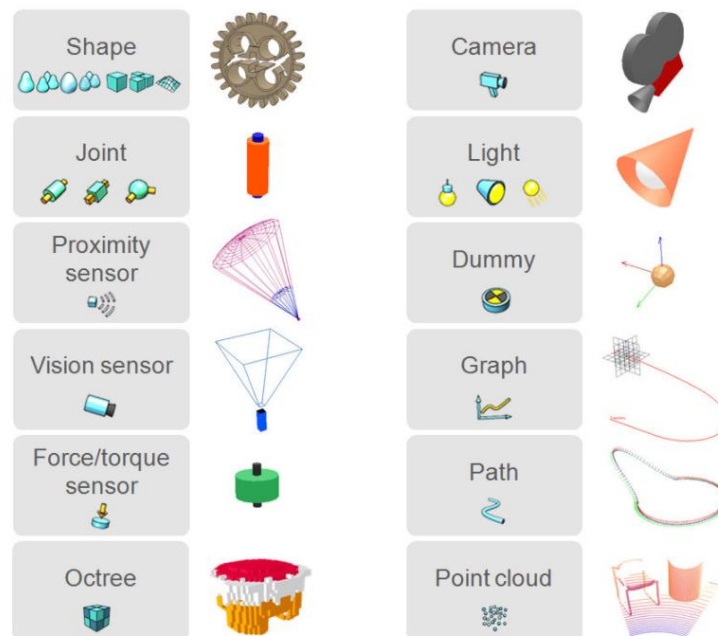 Shape
Camera
Joint
Light
Proximity
sensor
Dummy
Vision sensor
Graph
Force/torque
sensor
Path
Octree
Point cloud